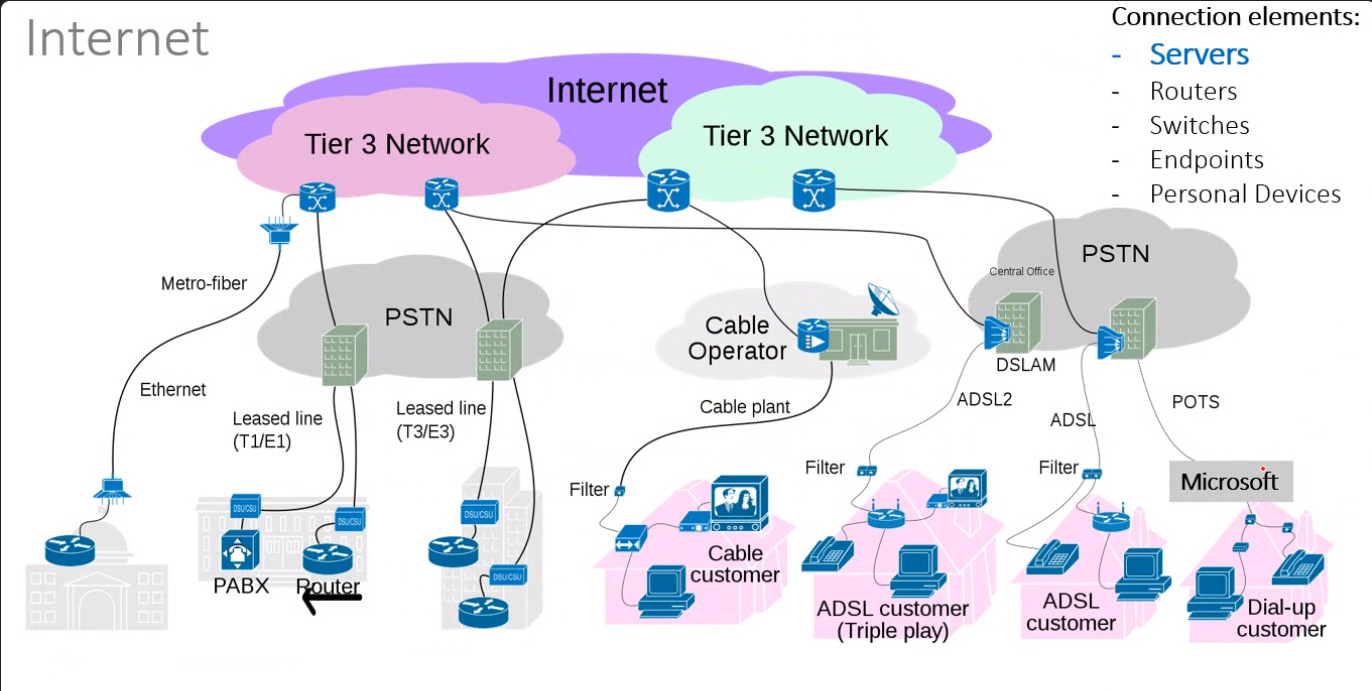 Internet
Connection elements:
- Servers
- Routers
- Switches
- Endpoints
- Personal Devices
Internet
Tier 3 Network
Tier 3 Network
Metro-fiber
Ethernet
PSTN
Leased line
(T1/E1)
Leased line
(T3/E3)
Cable
Operator
Cable plant
Central Office
PSTN
DSLAM
ADSL2
ADSL
POTS
Filter
Filter
Filter
Microsoft
DSU/CSU
DSU/CSU
DSU/CSU
DSU/CSU
PABX
Router
Cable
customer
ADSL customer
(Triple play)
ADSL
customer
Dial-up
customer